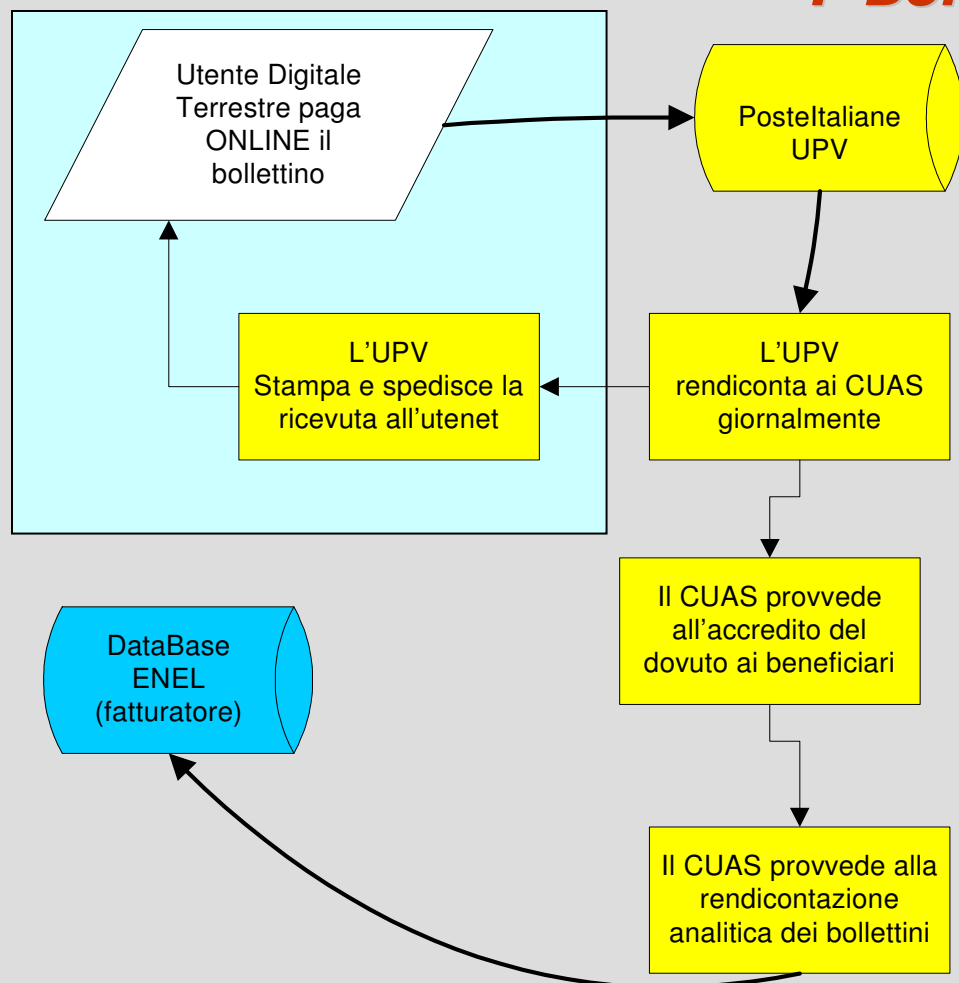 Utente Digitale
Terrestre paga
ONLINE il
bollettino
PosteItaliane
UPV
L'UPV
Stampa e spedisce la
ricevuta all'utenet
L'UPV
rendiconta ai CUAS
giornalmente
Il CUAS provvede
all'accredito del
dovuto ai beneficiari
DataBase
ENEL
(fatturatore)
Il CUAS provvede alla
rendicontazione
analitica dei bollettini